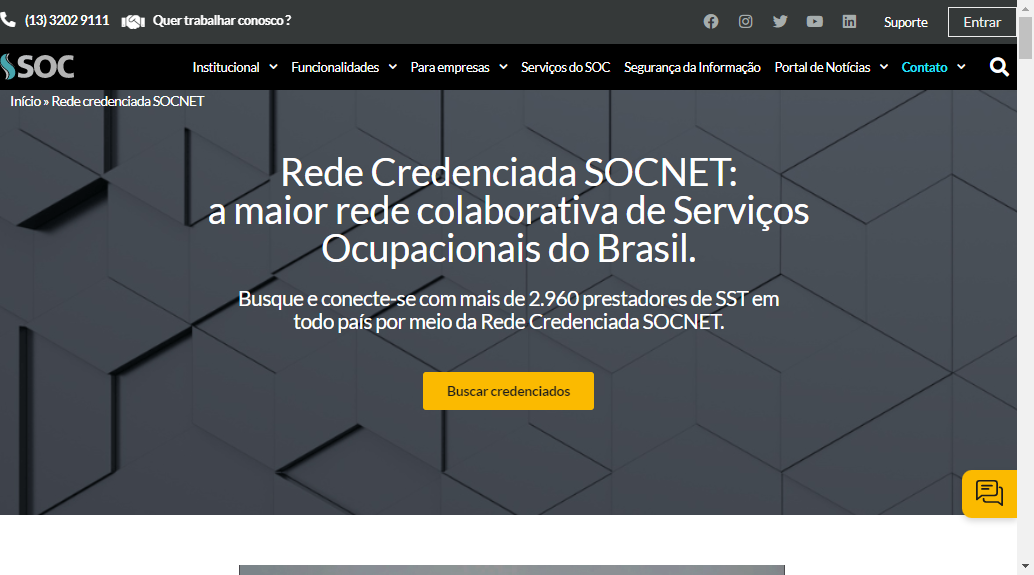 (13) 3202 9111 Quer trabalhar conosco ? Suporte Entrar
SOC Institucional Funcionalidades Para empresas Serviços do SOC Segurança da Informação Portal de Notícias Contato
Início » Rede credenciada SOCNET
Rede Credenciada SOCNET:
a maior rede colaborativa de Serviços
Ocupacionais do Brasil.
Busque e conecte-se com mais de 2.960 prestadores de SST em
todo país por meio da Rede Credenciada SOCNET.
Buscar credenciados